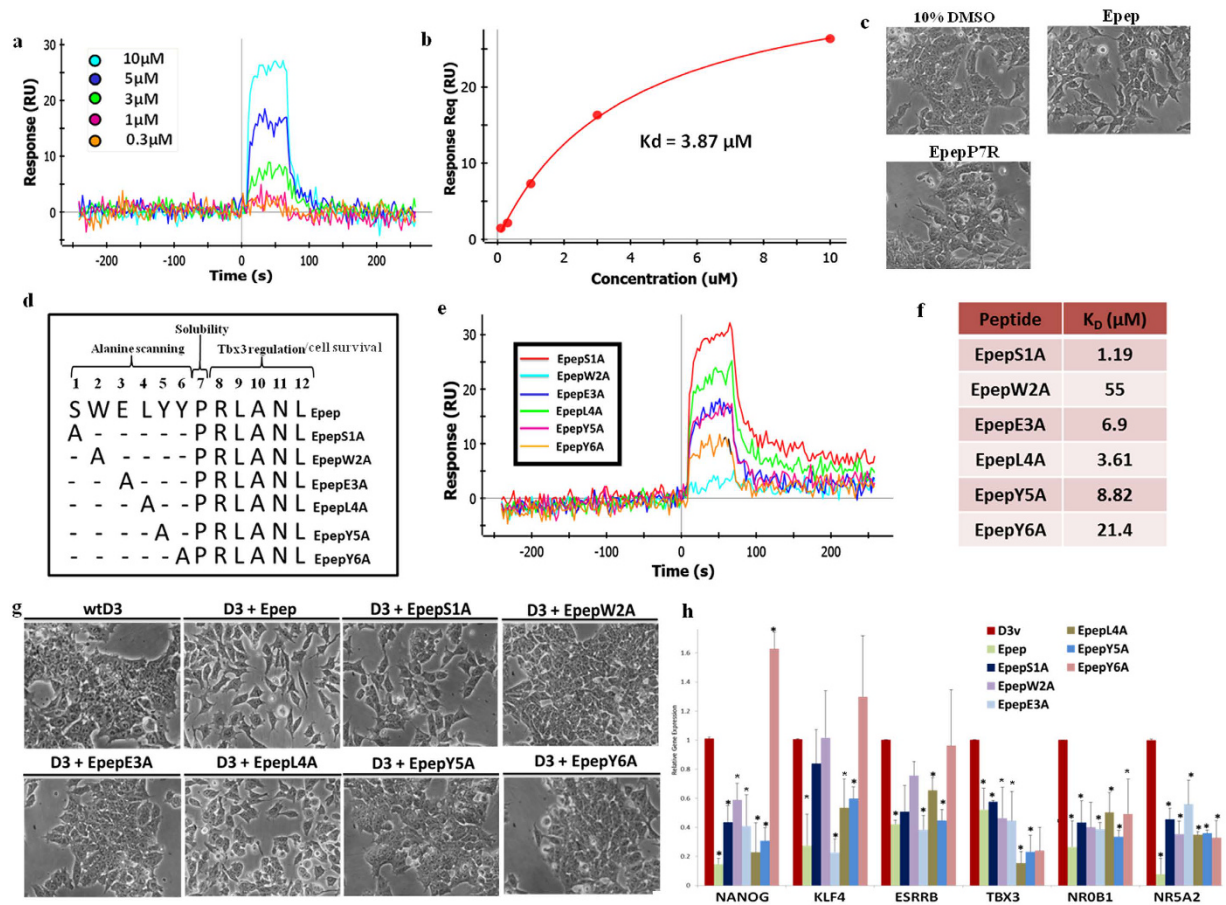 a
30
20
10
0
Response (RU)
10µM
5µM
3µM
1µM
0.3µM
-200
-100
0
100
200
Time (s)
b
20
10
0
Response Req (RU)
Kd = 3.87 µM
0
2
4
6
8
10
Concentration (uM)
c
10% DMSO
Epep
EpepP7R
d
Solubility
Alanine scanning
Tbx3 regulation/cell survival
1 2 3 4 5 6 7 8 9 10 11 12
S W E L Y Y P R L A N L Epep
A - - - - - P R L A N L EpepS1A
- A - - - - P R L A N L EpepW2A
- - A - - - P R L A N L EpepE3A
- - - A - - P R L A N L EpepL4A
- - - - A - P R L A N L EpepY5A
- - - - - A P R L A N L EpepY6A
e
30
20
10
0
Response (RU)
EpepS1A
EpepW2A
EpepE3A
EpepL4A
EpepY5A
EpepY6A
-200
-100
0
100
200
Time (s)
f
Peptide K_D (µM)
EpepS1A 1.19
EpepW2A 55
EpepE3A 6.9
EpepL4A 3.61
EpepY5A 8.82
EpepY6A 21.4
g
wtD3
D3 + Epep
D3 + EpepS1A
D3 + EpepW2A
D3 + EpepE3A
D3 + EpepL4A
D3 + EpepY5A
D3 + EpepY6A
h
Relative Gene Expression
1.6
1.4
1.2
1
0.8
0.6
0.4
0.2
0
D3v
Epep
EpepS1A
EpepW2A
EpepE3A
EpepL4A
EpepY5A
EpepY6A
NANOG
KLF4
ESRRB
TBX3
NR0B1
NR5A2